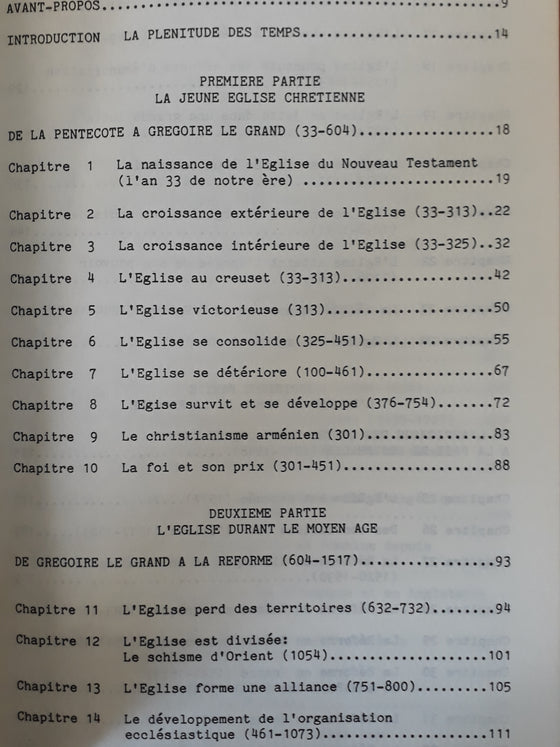 AVANT-PROPOS..................................................9
INTRODUCTION LA PLENITUDE DES TEMPS........................14
PREMIERE PARTIE
LA JEUNE EGLISE CHRETIENNE
DE LA PENTECOTE A GREGOIRE LE GRAND (33-604).................18
Chapitre 1 La naissance de l'Eglise du Nouveau Testament
(l'an 33 de notre ère) ........................19
Chapitre 2 La croissance extérieure de l'Eglise (33-313)..22
Chapitre 3 La croissance intérieure de l'Eglise (33-325)..32
Chapitre 4 L'Eglise au creuset (33-313)...................42
Chapitre 5 L'Eglise victorieuse (313).....................50
Chapitre 6 L'Eglise se consolide (325-451)................55
Chapitre 7 L'Eglise se détériore (100-461)................67
Chapitre 8 L'Egise survit et se développe (376-754).......72
Chapitre 9 Le christianisme arménien (301)................83
Chapitre 10 La foi et son prix (301-451)...................88
DEUXIEME PARTIE
L'EGLISE DURANT LE MOYEN AGE
DE GREGOIRE LE GRAND A LA REFORME (604-1517).................93
Chapitre 11 L'Eglise perd des territoires (632-732)........94
Chapitre 12 L'Eglise est divisée:
Le schisme d'Orient (1054)....................101
Chapitre 13 L'Eglise forme une alliance (751-800).........105
Chapitre 14 Le développement de l'organisation
ecclésiastique (461-1073).....................111